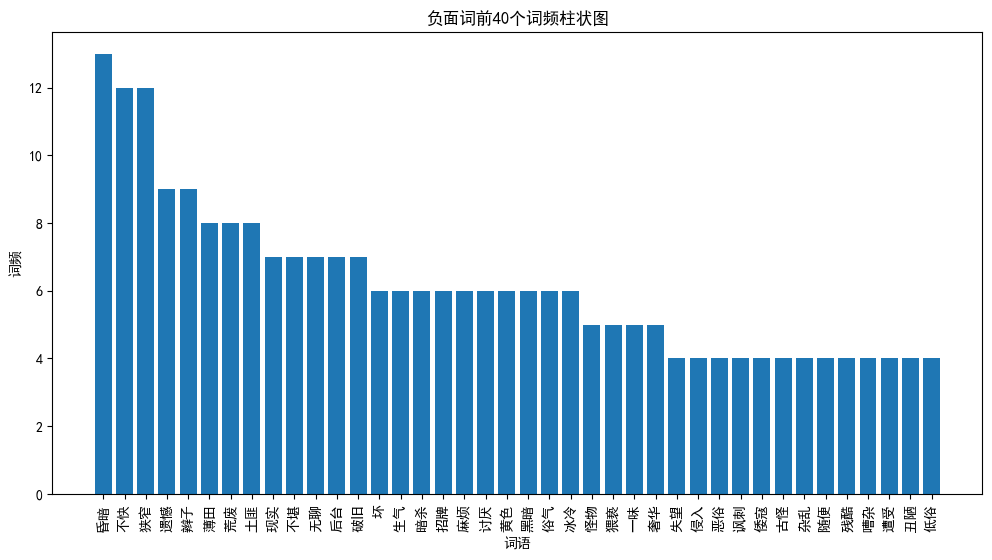 负面词前40个词频柱状图
词频
12
10
8
6
4
2
0
昏暗
不快
狭窄
遗憾
辫子
薄田
荒废
土匪
现实
不堪
无聊
后台
破旧
坏
生气
暗杀
招牌
麻烦
讨厌
黄色
黑暗
俗气
冰冷
怪物
猥亵
一味
奢华
失望
侵入
恶俗
讽刺
倭寇
古怪
杂乱
随便
残酷
嘈杂
遭受
丑陋
低俗
词语